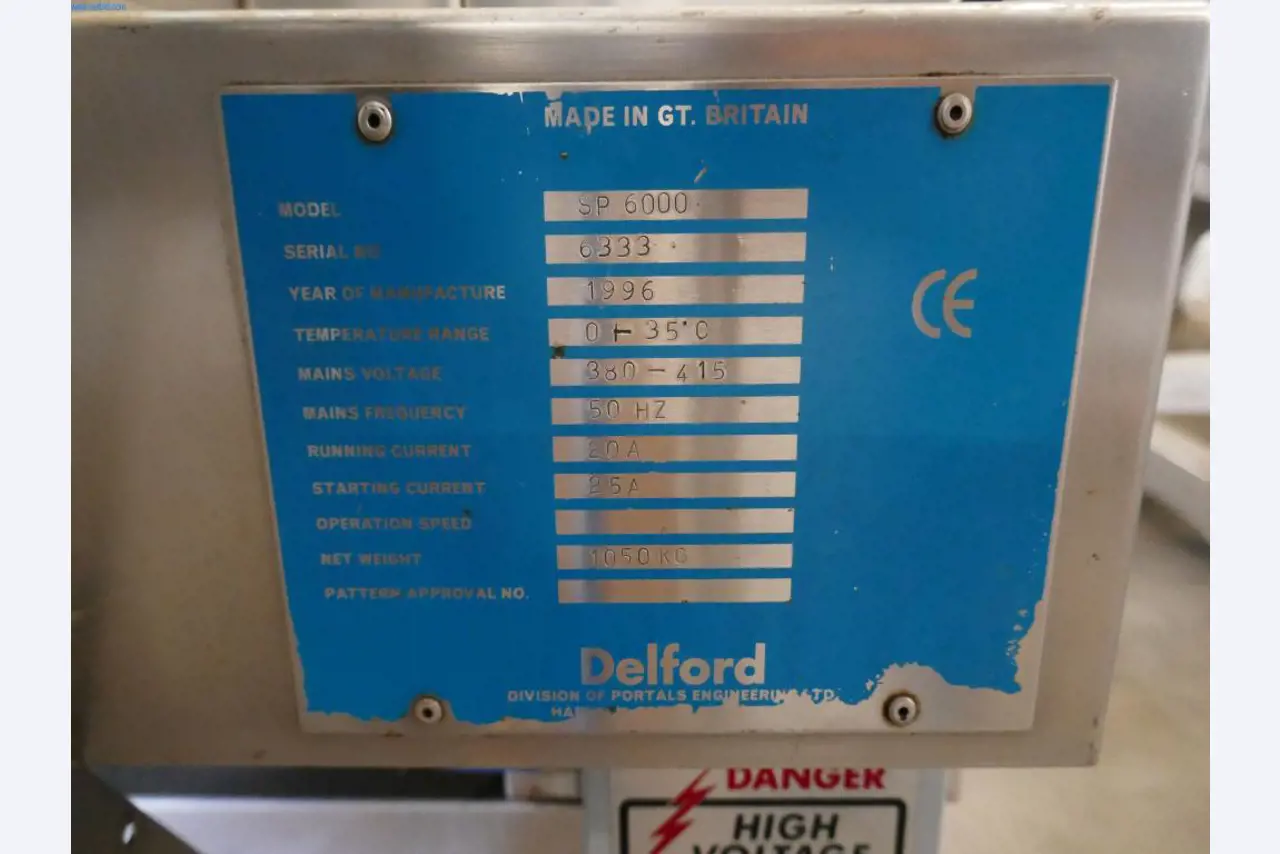 MADE IN GT. BRITAIN
MODEL SP 6000
SERIAL NO 6333
YEAR OF MANUFACTURE 1996
TEMPERATURE RANGE 0 – 35°C
MAINS VOLTAGE 380 – 415
MAINS FREQUENCY 50 HZ
RUNNING CURRENT 20A
STARTING CURRENT 25A
OPERATION SPEED
NET WEIGHT 1050KG
PATTERN APPROVAL NO.
CE
Delford
DIVISION OF PORTALS ENGINEERING LTD
DANGER
HIGH
VOLTAGE